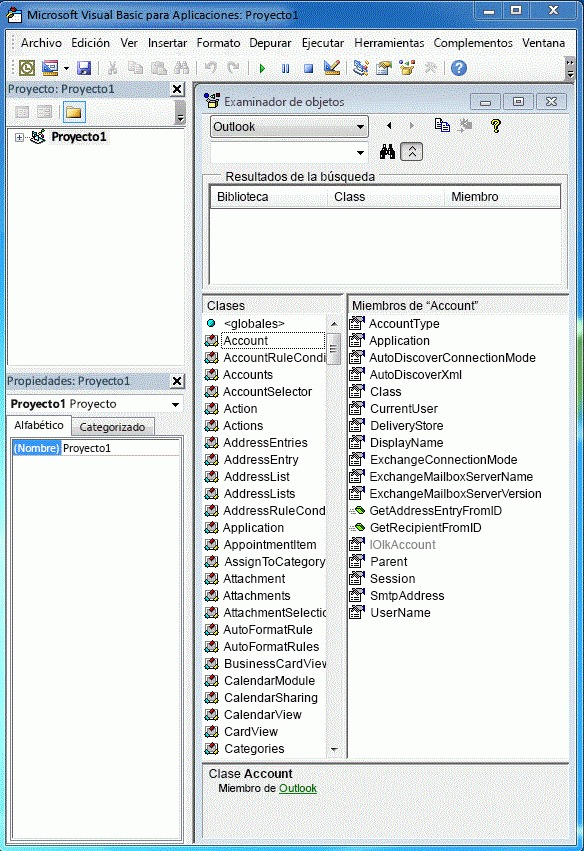 Microsoft Visual Basic para Aplicaciones: Proyecto1
Archivo Edición Ver Insertar Formato Depurar Ejecutar Herramientas Complementos Ventana
Proyecto: Proyecto1
Proyecto1
Propiedades: Proyecto1
Proyecto1 Proyecto
Alfabético Categorizado
(Nombre) Proyecto1
Examinador de objetos
Outlook
Resultados de la búsqueda
Biblioteca Class Miembro
Clases
<globales>
Account
AccountRuleCondi
Accounts
AccountSelector
Action
Actions
AddressEntries
AddressEntry
AddressList
AddressLists
AddressRuleCond
Application
AppointmentItem
AssignToCategory
Attachment
Attachments
AttachmentSelectio
AutoFormatRule
AutoFormatRules
BusinessCardView
CalendarModule
CalendarSharing
CalendarView
CardView
Categories
Miembros de “Account”
AccountType
Application
AutoDiscoverConnectionMode
AutoDiscoverXml
Class
CurrentUser
DeliveryStore
DisplayName
ExchangeConnectionMode
ExchangeMailboxServerName
ExchangeMailboxServerVersion
GetAddressEntryFromID
GetRecipientFromID
IOlkAccount
Parent
Session
SmtpAddress
UserName
Clase Account
Miembro de Outlook